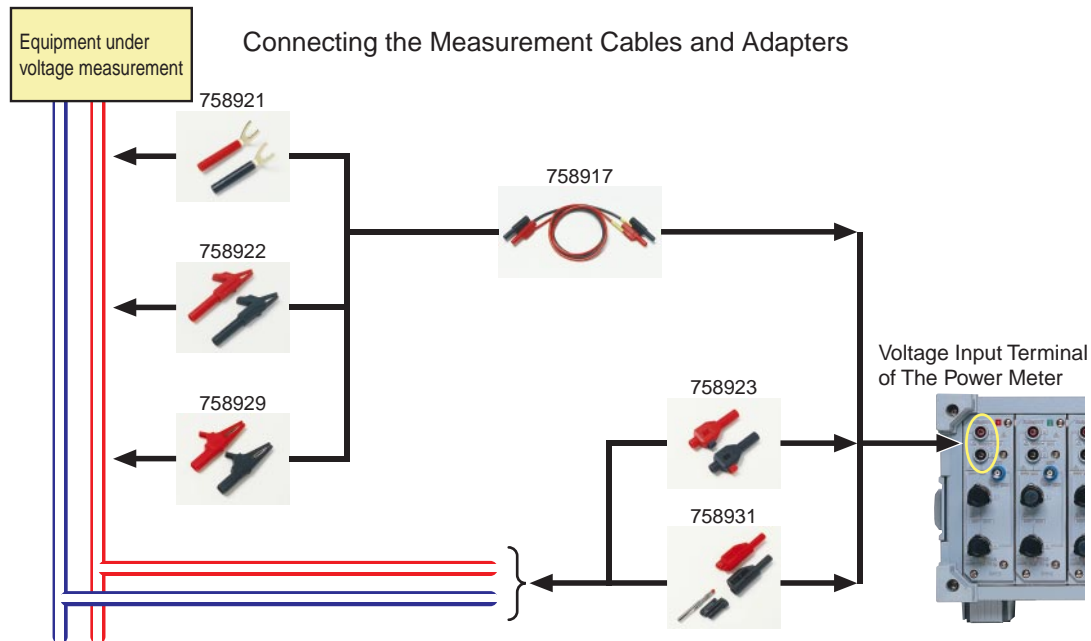 Equipment under
voltage measurement
Connecting the Measurement Cables and Adapters
758921
758917
758922
758929
758923
758931
Voltage Input Terminal
of The Power Meter